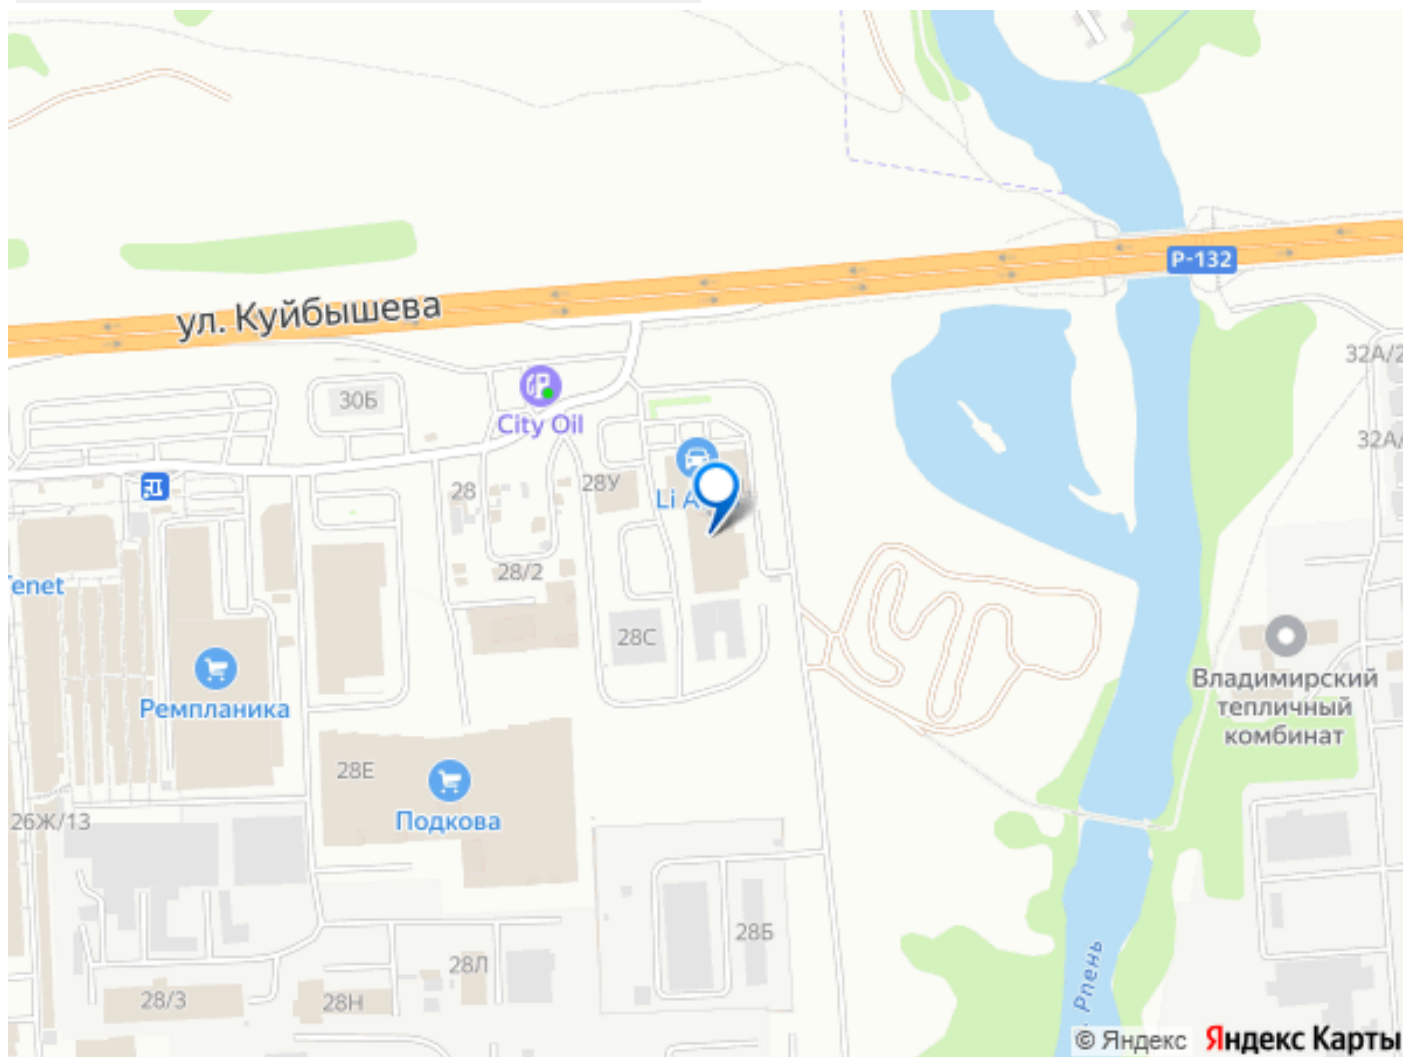 Р-132
ул. Куйбышева
32А/2
30Б
City Oil
32А/
28У
28
Li A
28/2
enet
28С
Владимирский
тепличный
комбинат
Ремпланика
28Е
Подкова
26Ж/13
28Б
28Л
Рпень
28/3
28Н
© Яндекс
Яндекс Карты